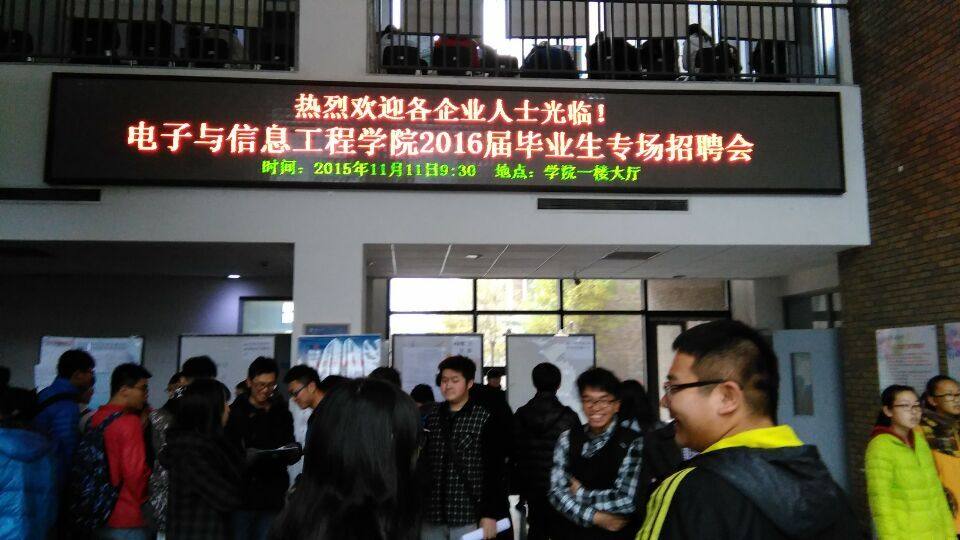 热烈欢迎各企业人士光临!
电子与信息工程学院2016届毕业生专场招聘会
时间：2015年11月11日9:30 地点：学院一楼大厅